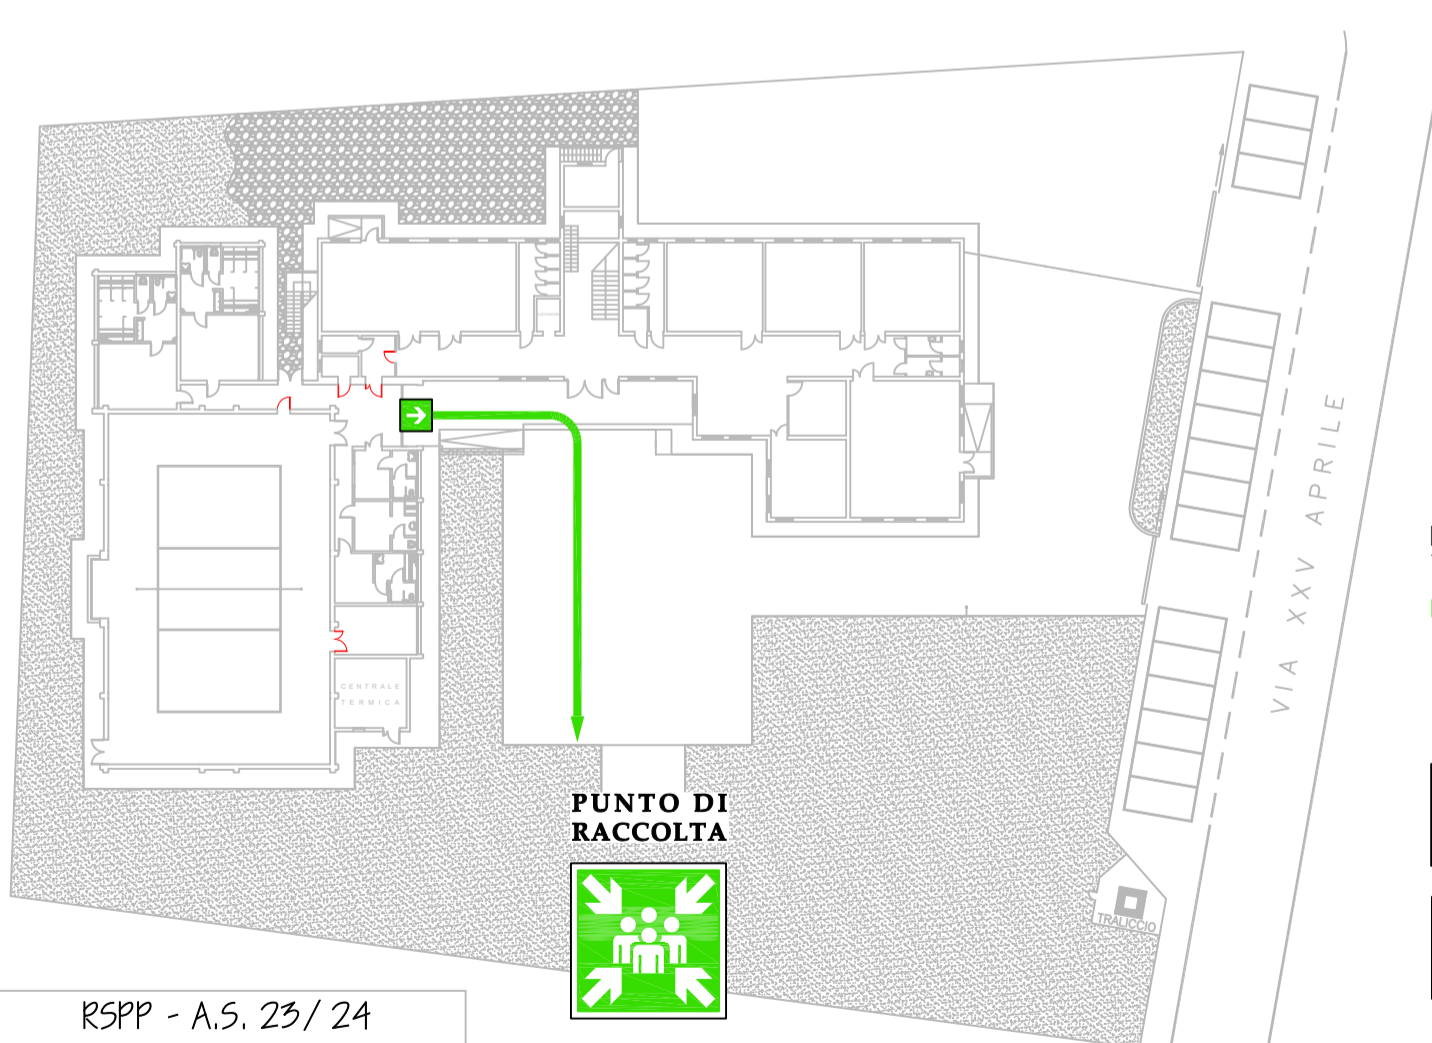 VIA XXV APRILE
CENTRALE
TERMICA
PUNTO DI
RACCOLTA
TRALICCIO
RSPP - A.S. 23/24